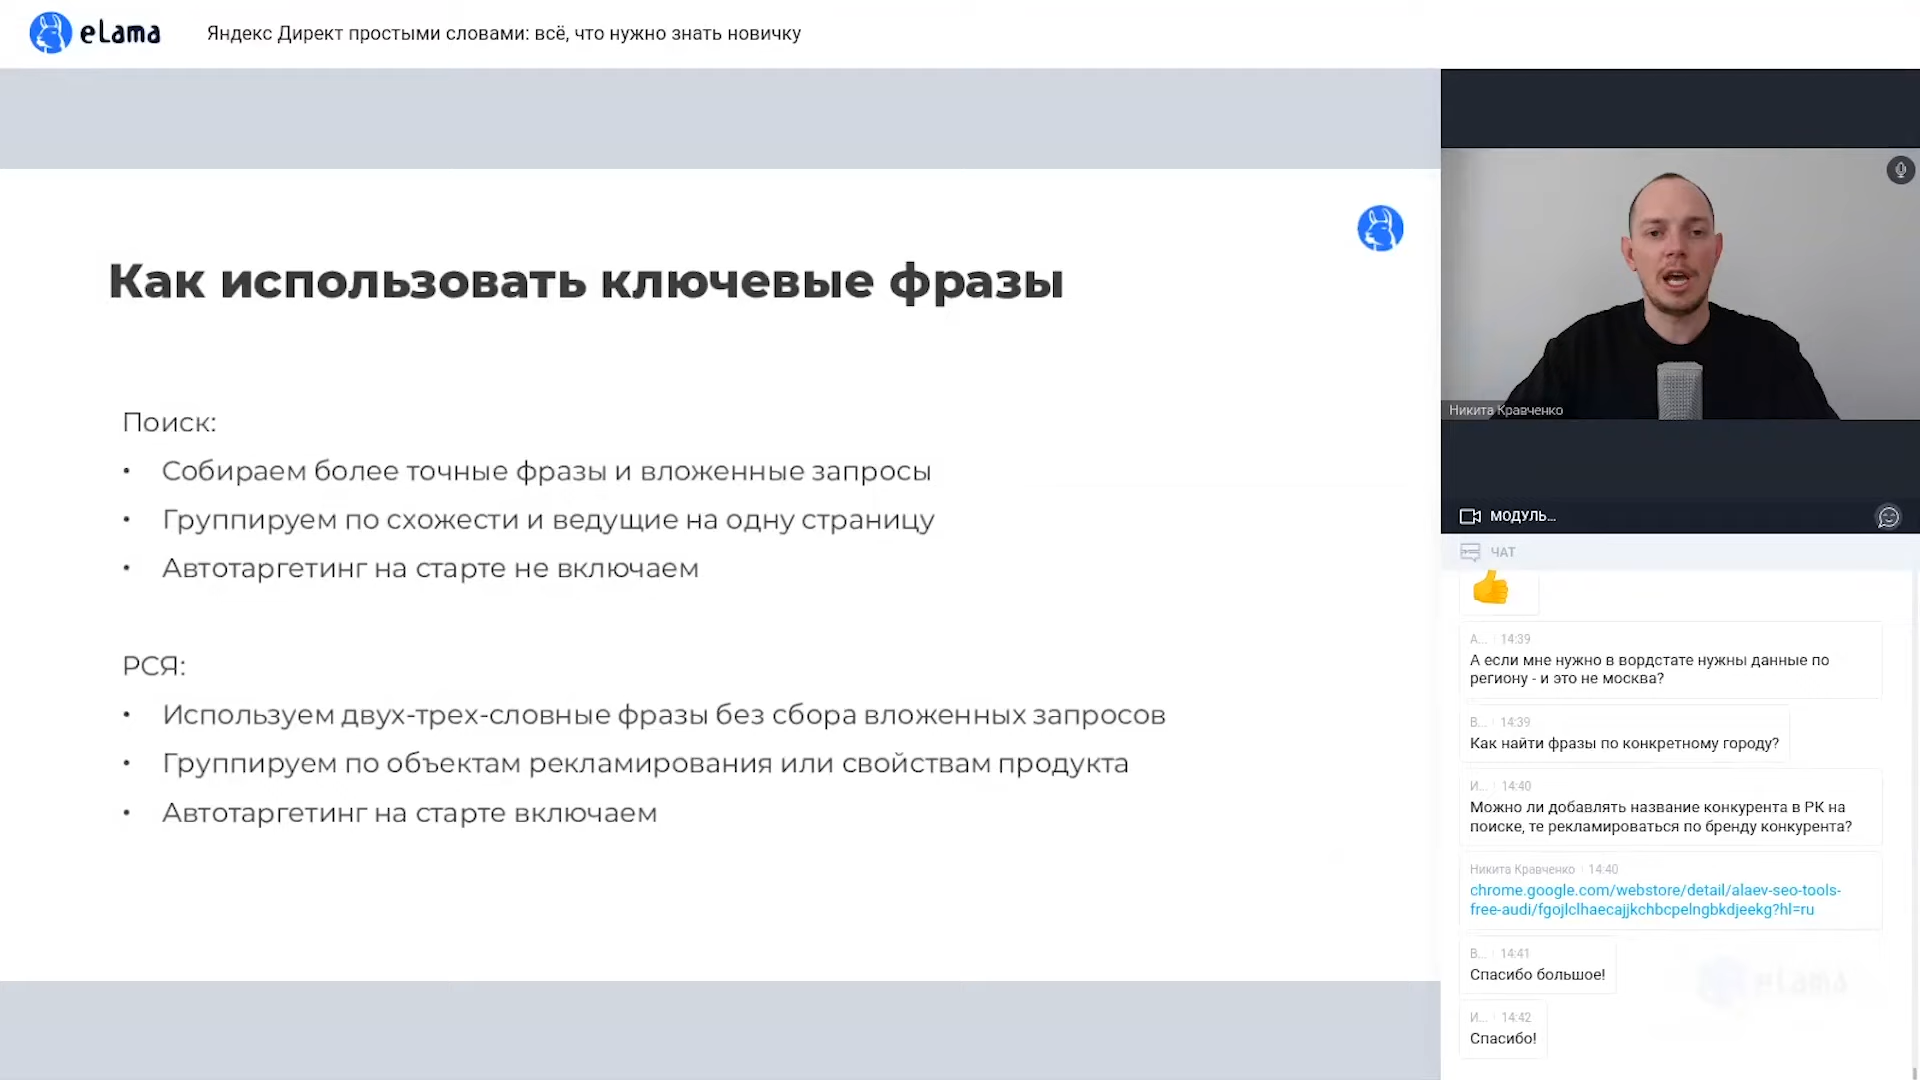 eLama
Яндекс Директ простыми словами: всё, что нужно знать новичку
Как использовать ключевые фразы
Поиск:
• Собираем более точные фразы и вложенные запросы
• Группируем по схожести и ведущие на одну страницу
• Автотаргетинг на старте не включаем
РСЯ:
• Используем двух-трех-словные фразы без сбора вложенных запросов
• Группируем по объектам рекламирования или свойствам продукта
• Автотаргетинг на старте включаем
Никита Кравченко
МОДУЛЬ...
ЧАТ
А... 14:39
А если мне нужно в вордстате нужны данные по
региону - и это не москва?
В... 14:39
Как найти фразы по конкретному городу?
И... 14:40
Можно ли добавлять название конкурента в РК на
поиске, те рекламироваться по бренду конкурента?
Никита Кравченко 14:40
chrome.google.com/webstore/detail/alaev-seo-tools-
free-audi/fgojlclhaecajjkchbcpelngbkdjeekg?hl=ru
В... 14:41
Спасибо большое!
eLama
И... 14:42
Спасибо!